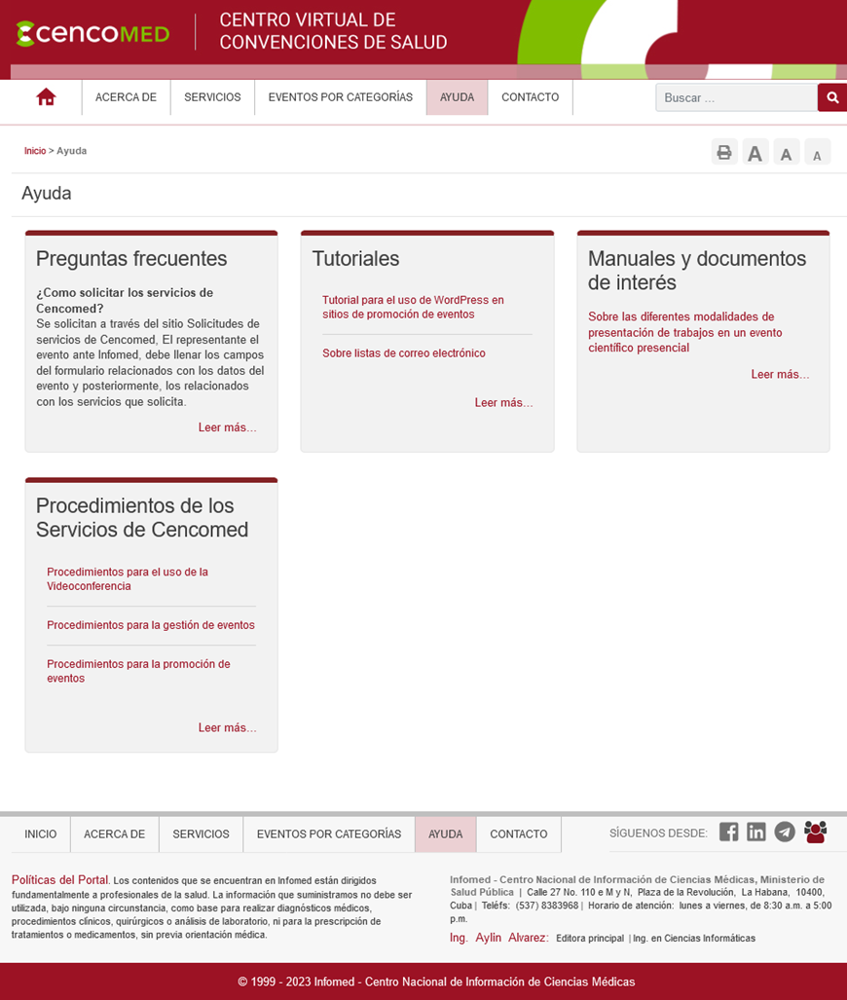 cencoMED
CENTRO VIRTUAL DE
CONVENCIONES DE SALUD
ACERCA DE
SERVICIOS
EVENTOS POR CATEGORÍAS
AYUDA
CONTACTO
Buscar ...
Inicio > Ayuda
A
A
A
Ayuda
Preguntas frecuentes
¿Como solicitar los servicios de
Cencomed?
Se solicitan a través del sitio Solicitudes de
servicios de Cencomed, El representante el
evento ante Infomed, debe llenar los campos
del formulario relacionados con los datos del
evento y posteriormente, los relacionados
con los servicios que solicita.
Leer más...
Tutoriales
Tutorial para el uso de WordPress en
sitios de promoción de eventos
Sobre listas de correo electrónico
Leer más...
Manuales y documentos
de interés
Sobre las diferentes modalidades de
presentación de trabajos en un evento
científico presencial
Leer más...
Procedimientos de los
Servicios de Cencomed
Procedimientos para el uso de la
Videoconferencia
Procedimientos para la gestión de eventos
Procedimientos para la promoción de
eventos
Leer más...
INICIO
ACERCA DE
SERVICIOS
EVENTOS POR CATEGORÍAS
AYUDA
CONTACTO
SÍGUENOS DESDE:
Políticas del Portal. Los contenidos que se encuentran en Infomed están dirigidos
fundamentalmente a profesionales de la salud. La información que suministramos no debe ser
utilizada, bajo ninguna circunstancia, como base para realizar diagnósticos médicos,
procedimientos clínicos, quirúrgicos o análisis de laboratorio, ni para la prescripción de
tratamientos o medicamentos, sin previa orientación médica.
Infomed - Centro Nacional de Información de Ciencias Médicas, Ministerio de
Salud Pública | Calle 27 No. 110 e M y N, Plaza de la Revolución, La Habana, 10400,
Cuba | Teléfs: (537) 8383968 | Horario de atención: lunes a viernes, de 8:30 a.m. a 5:00
p.m.
Ing. Aylin Alvarez: Editora principal | Ing. en Ciencias Informáticas
© 1999 - 2023 Infomed - Centro Nacional de Información de Ciencias Médicas